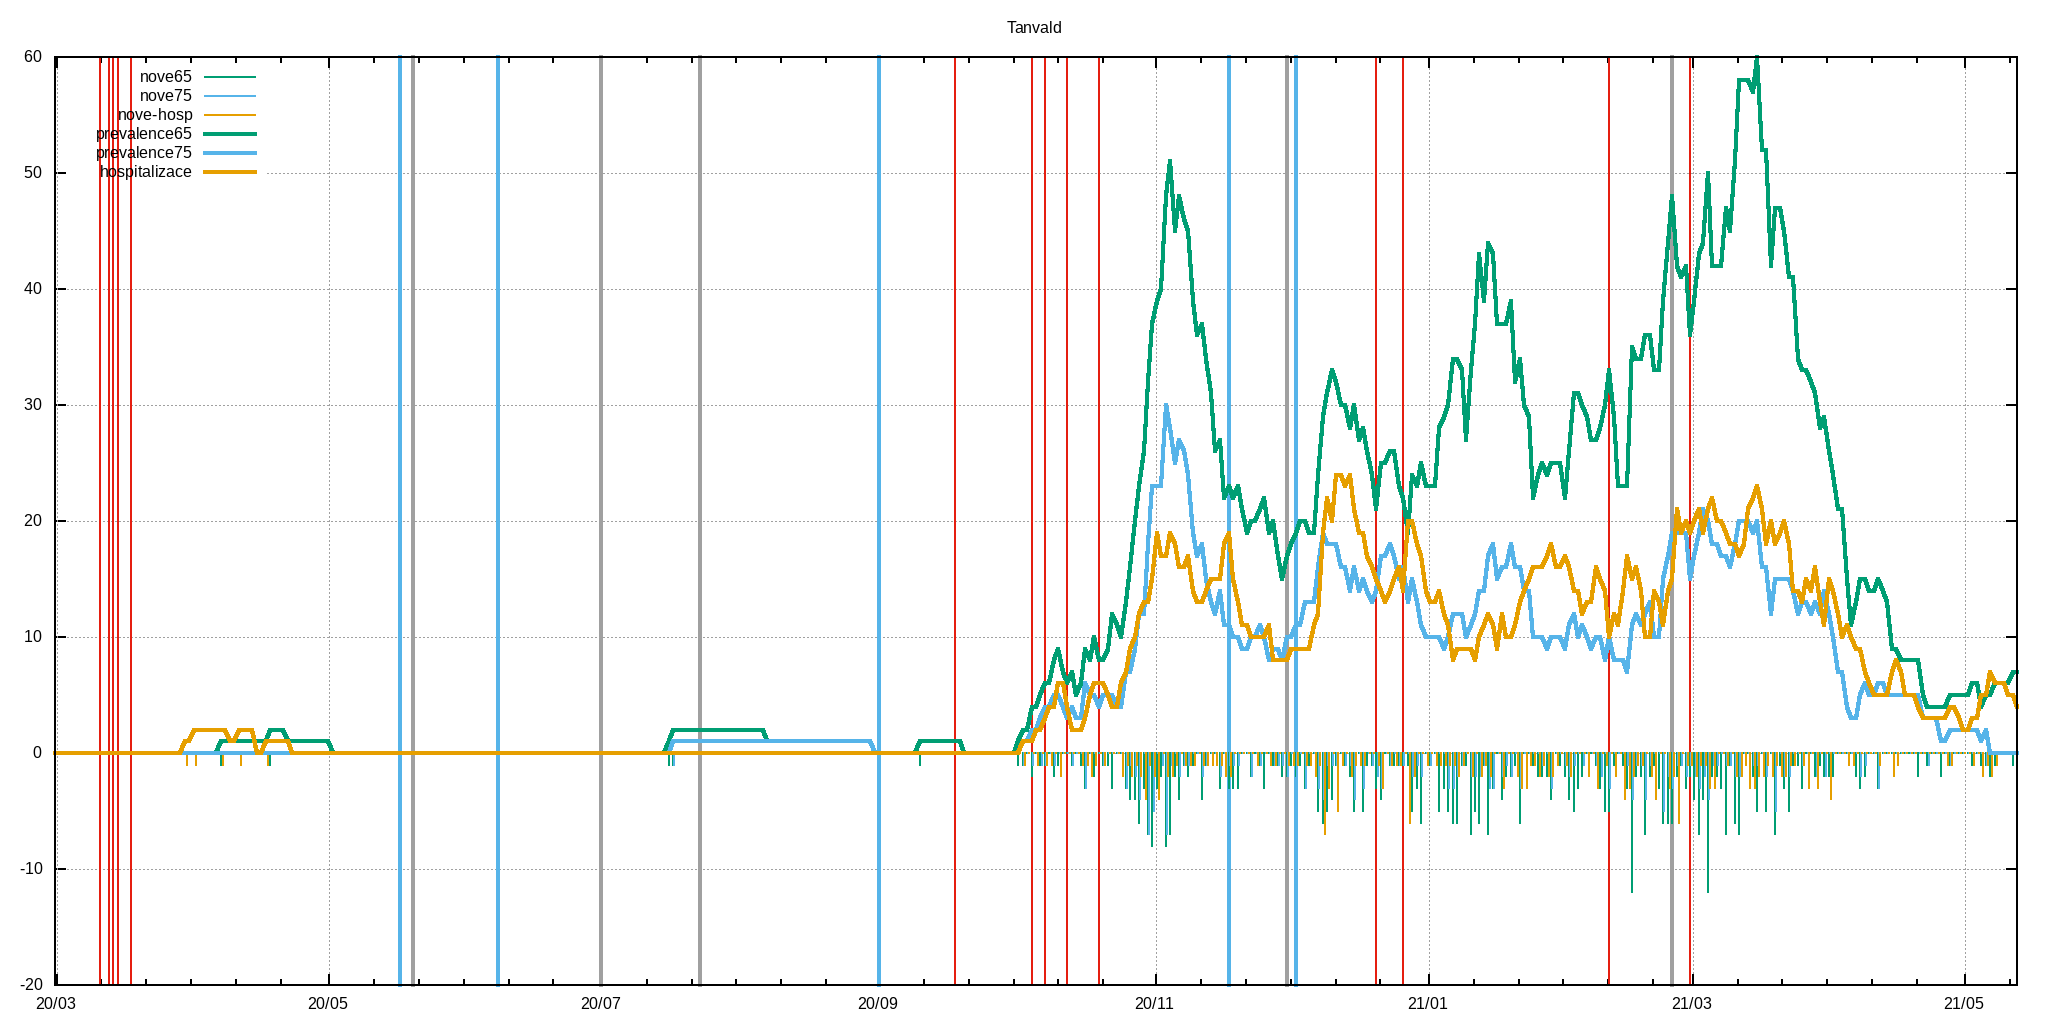 Tanvald
60
nove65
nove75
nove-hosp
prevalence65
prevalence75
hospitalizace
50
40
30
20
10
0
-10
-20
20/03 20/05 20/07 20/09 20/11 21/01 21/03 21/05